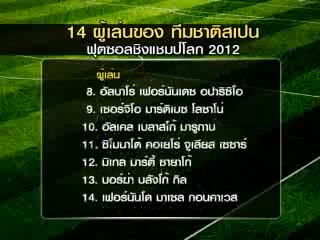 14 ผู้เล่นของ ทีมชาติสเปน
ฟุตซอลชิงแชมป์โลก 2012
ผู้เล่น
8. อัลบาโร่ เฟอร์นันเดซ อปาริซิโอ
9. เซอร์จิโอ มาร์ติเนซ โลซาโน่
10. อัลเคล เบลาสโก้ มารูกาน
11. ซิโมนาโต้ คอเยโร่ จูเลียส เซซาร์
12. มิเกล มาร์ตี้ ซายาโก้
13. บอร์ฆ่า บลังโก้ กิล
14. เฟอร์นันโด มาเซล กอนคาเวส